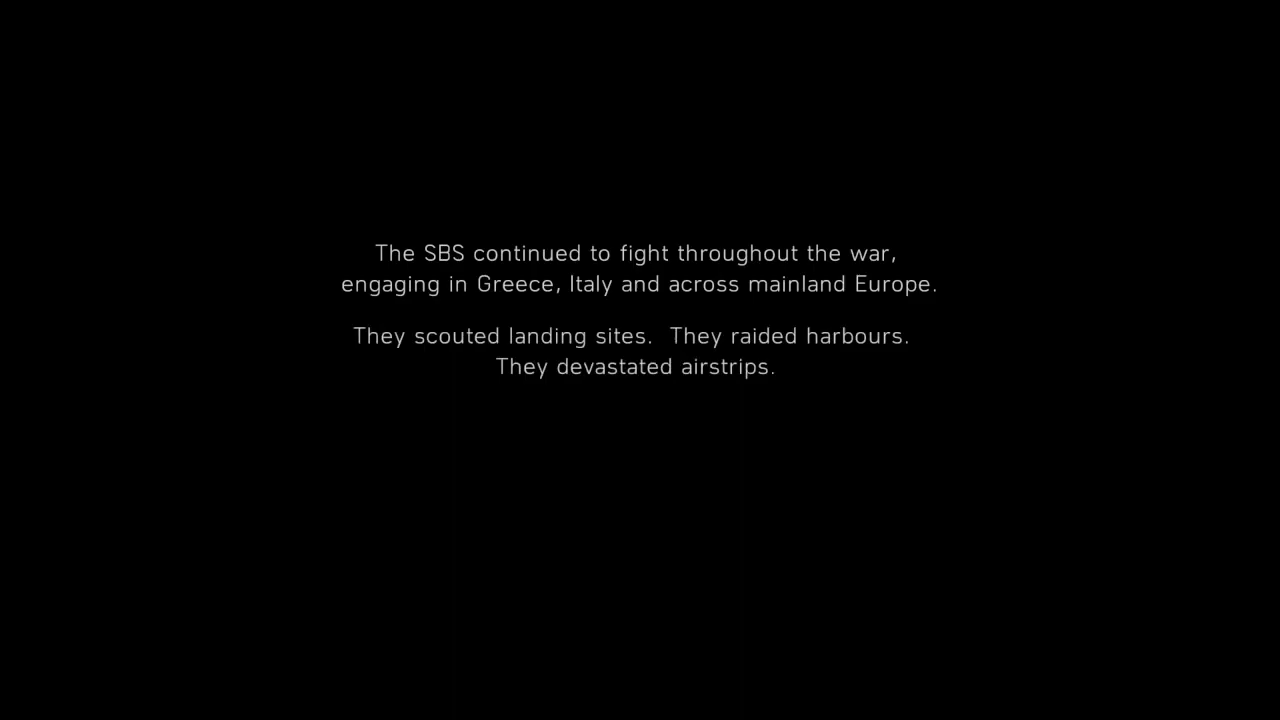 The SBS continued to fight throughout the war,
engaging in Greece, Italy and across mainland Europe.
They scouted landing sites.  They raided harbours.
They devastated airstrips.